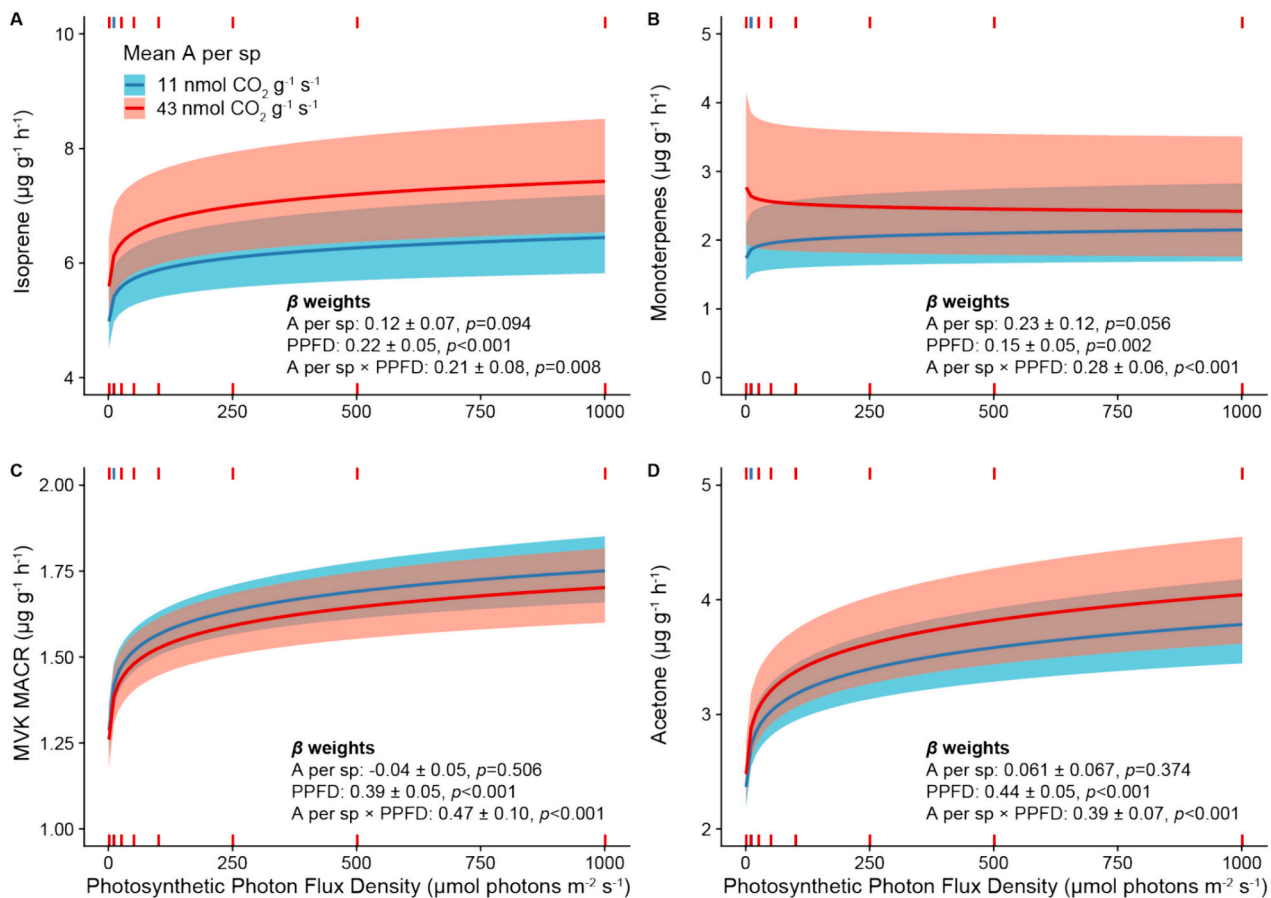 A
Isoprene (µg g⁻¹ h⁻¹)
10
8
6
4
Mean A per sp
11 nmol CO₂ g⁻¹ s⁻¹
43 nmol CO₂ g⁻¹ s⁻¹
β weights
A per sp: 0.12 ± 0.07, p=0.094
PPFD: 0.22 ± 0.05, p<0.001
A per sp × PPFD: 0.21 ± 0.08, p=0.008
0 250 500 750 1000
B
Monoterpenes (µg g⁻¹ h⁻¹)
5
4
3
2
1
0
β weights
A per sp: 0.23 ± 0.12, p=0.056
PPFD: 0.15 ± 0.05, p=0.002
A per sp × PPFD: 0.28 ± 0.06, p<0.001
0 250 500 750 1000
C
MVK MACR (µg g⁻¹ h⁻¹)
2.00
1.75
1.50
1.25
1.00
β weights
A per sp: -0.04 ± 0.05, p=0.506
PPFD: 0.39 ± 0.05, p<0.001
A per sp × PPFD: 0.47 ± 0.10, p<0.001
0 250 500 750 1000
Photosynthetic Photon Flux Density (µmol photons m⁻² s⁻¹)
D
Acetone (µg g⁻¹ h⁻¹)
5
4
3
2
β weights
A per sp: 0.061 ± 0.067, p=0.374
PPFD: 0.44 ± 0.05, p<0.001
A per sp × PPFD: 0.39 ± 0.07, p<0.001
0 250 500 750 1000
Photosynthetic Photon Flux Density (µmol photons m⁻² s⁻¹)